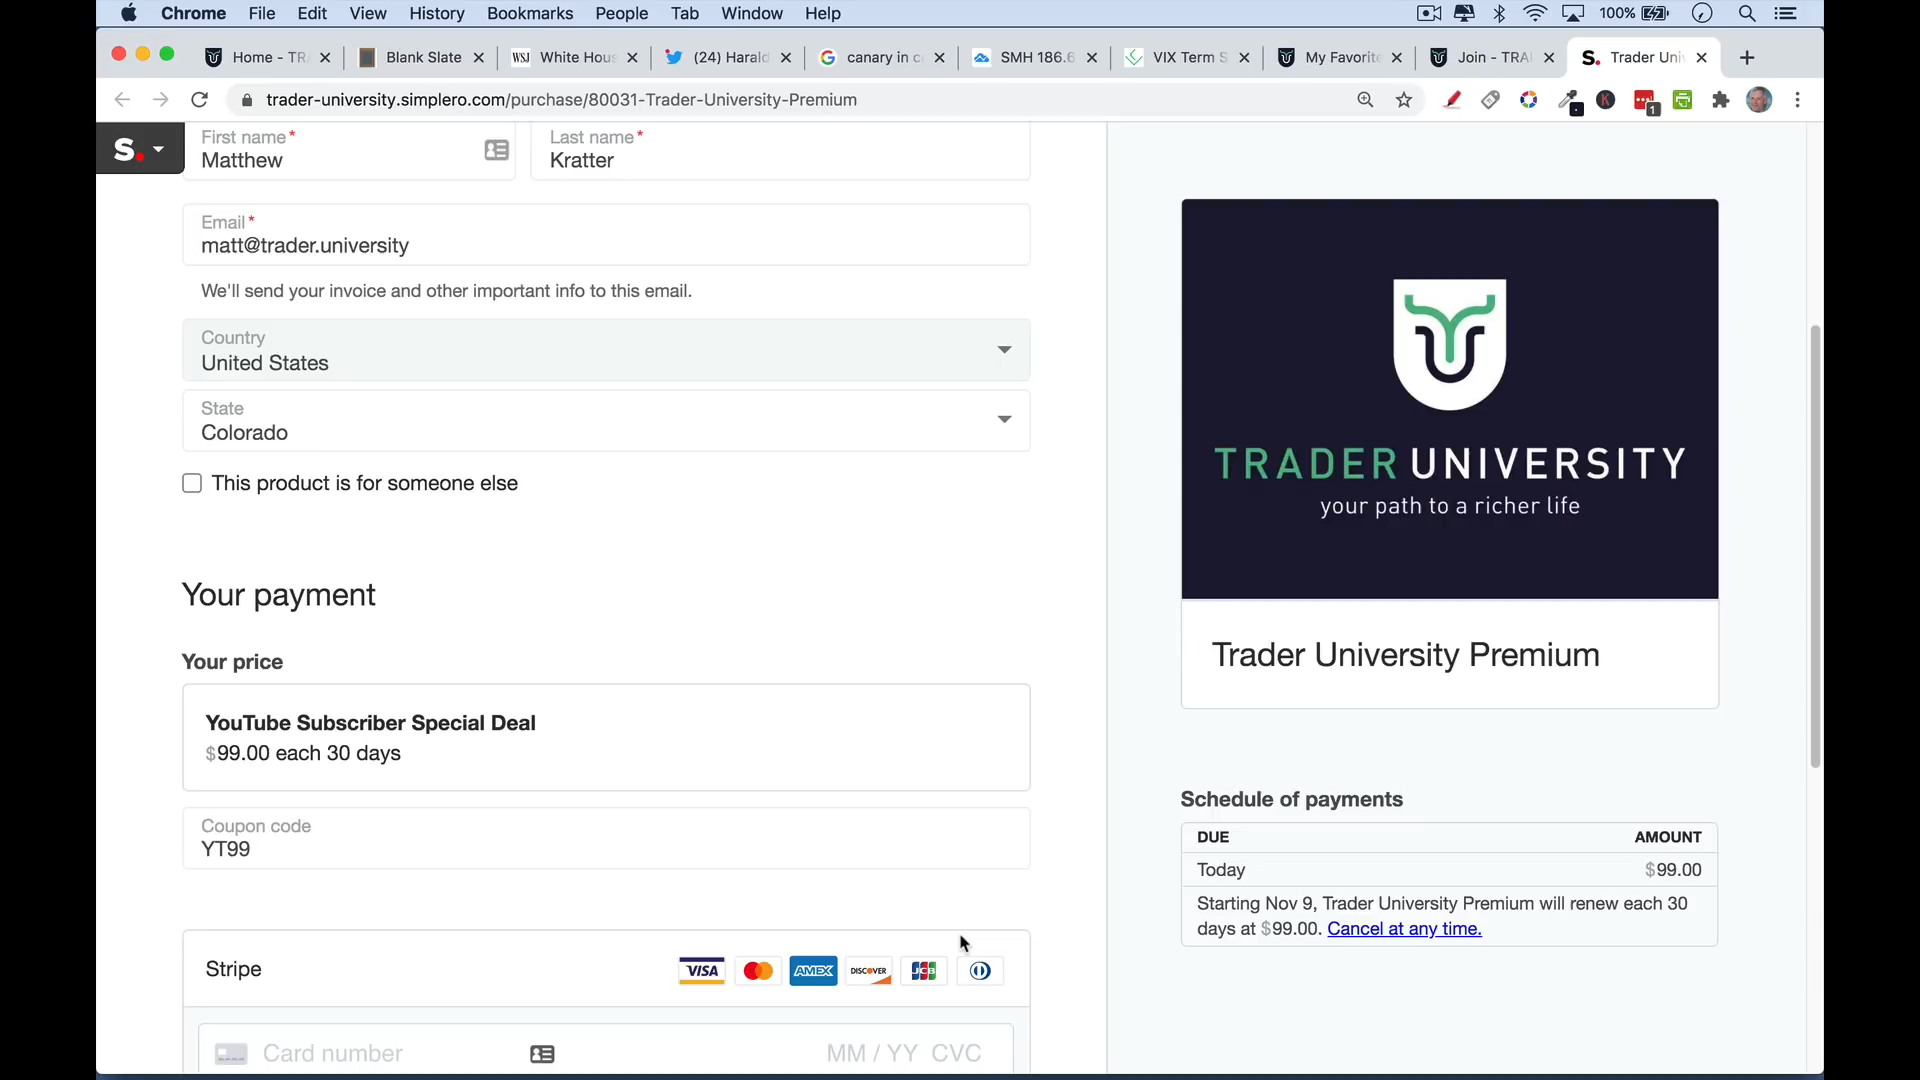 Chrome File Edit View History Bookmarks People Tab Window Help 100%
Home - TRA Blank Slate WSJ White Hous (24) Harald canary in c SMH 186.6 VIX Term S My Favorite Join - TRAI S. Trader Univ
trader-university.simplero.com/purchase/80031-Trader-University-Premium K 1
S.
First name* Last name*
Matthew Kratter
Email*
matt@trader.university
We'll send your invoice and other important info to this email.
Country
United States
State
Colorado
This product is for someone else
Your payment
Your price
YouTube Subscriber Special Deal
$99.00 each 30 days
Coupon code
YT99
Stripe VISA AMEX DISCOVER JCB
Card number MM / YY CVC
TRADER UNIVERSITY
your path to a richer life
Trader University Premium
Schedule of payments
DUE AMOUNT
Today $99.00
Starting Nov 9, Trader University Premium will renew each 30
days at $99.00. Cancel at any time.